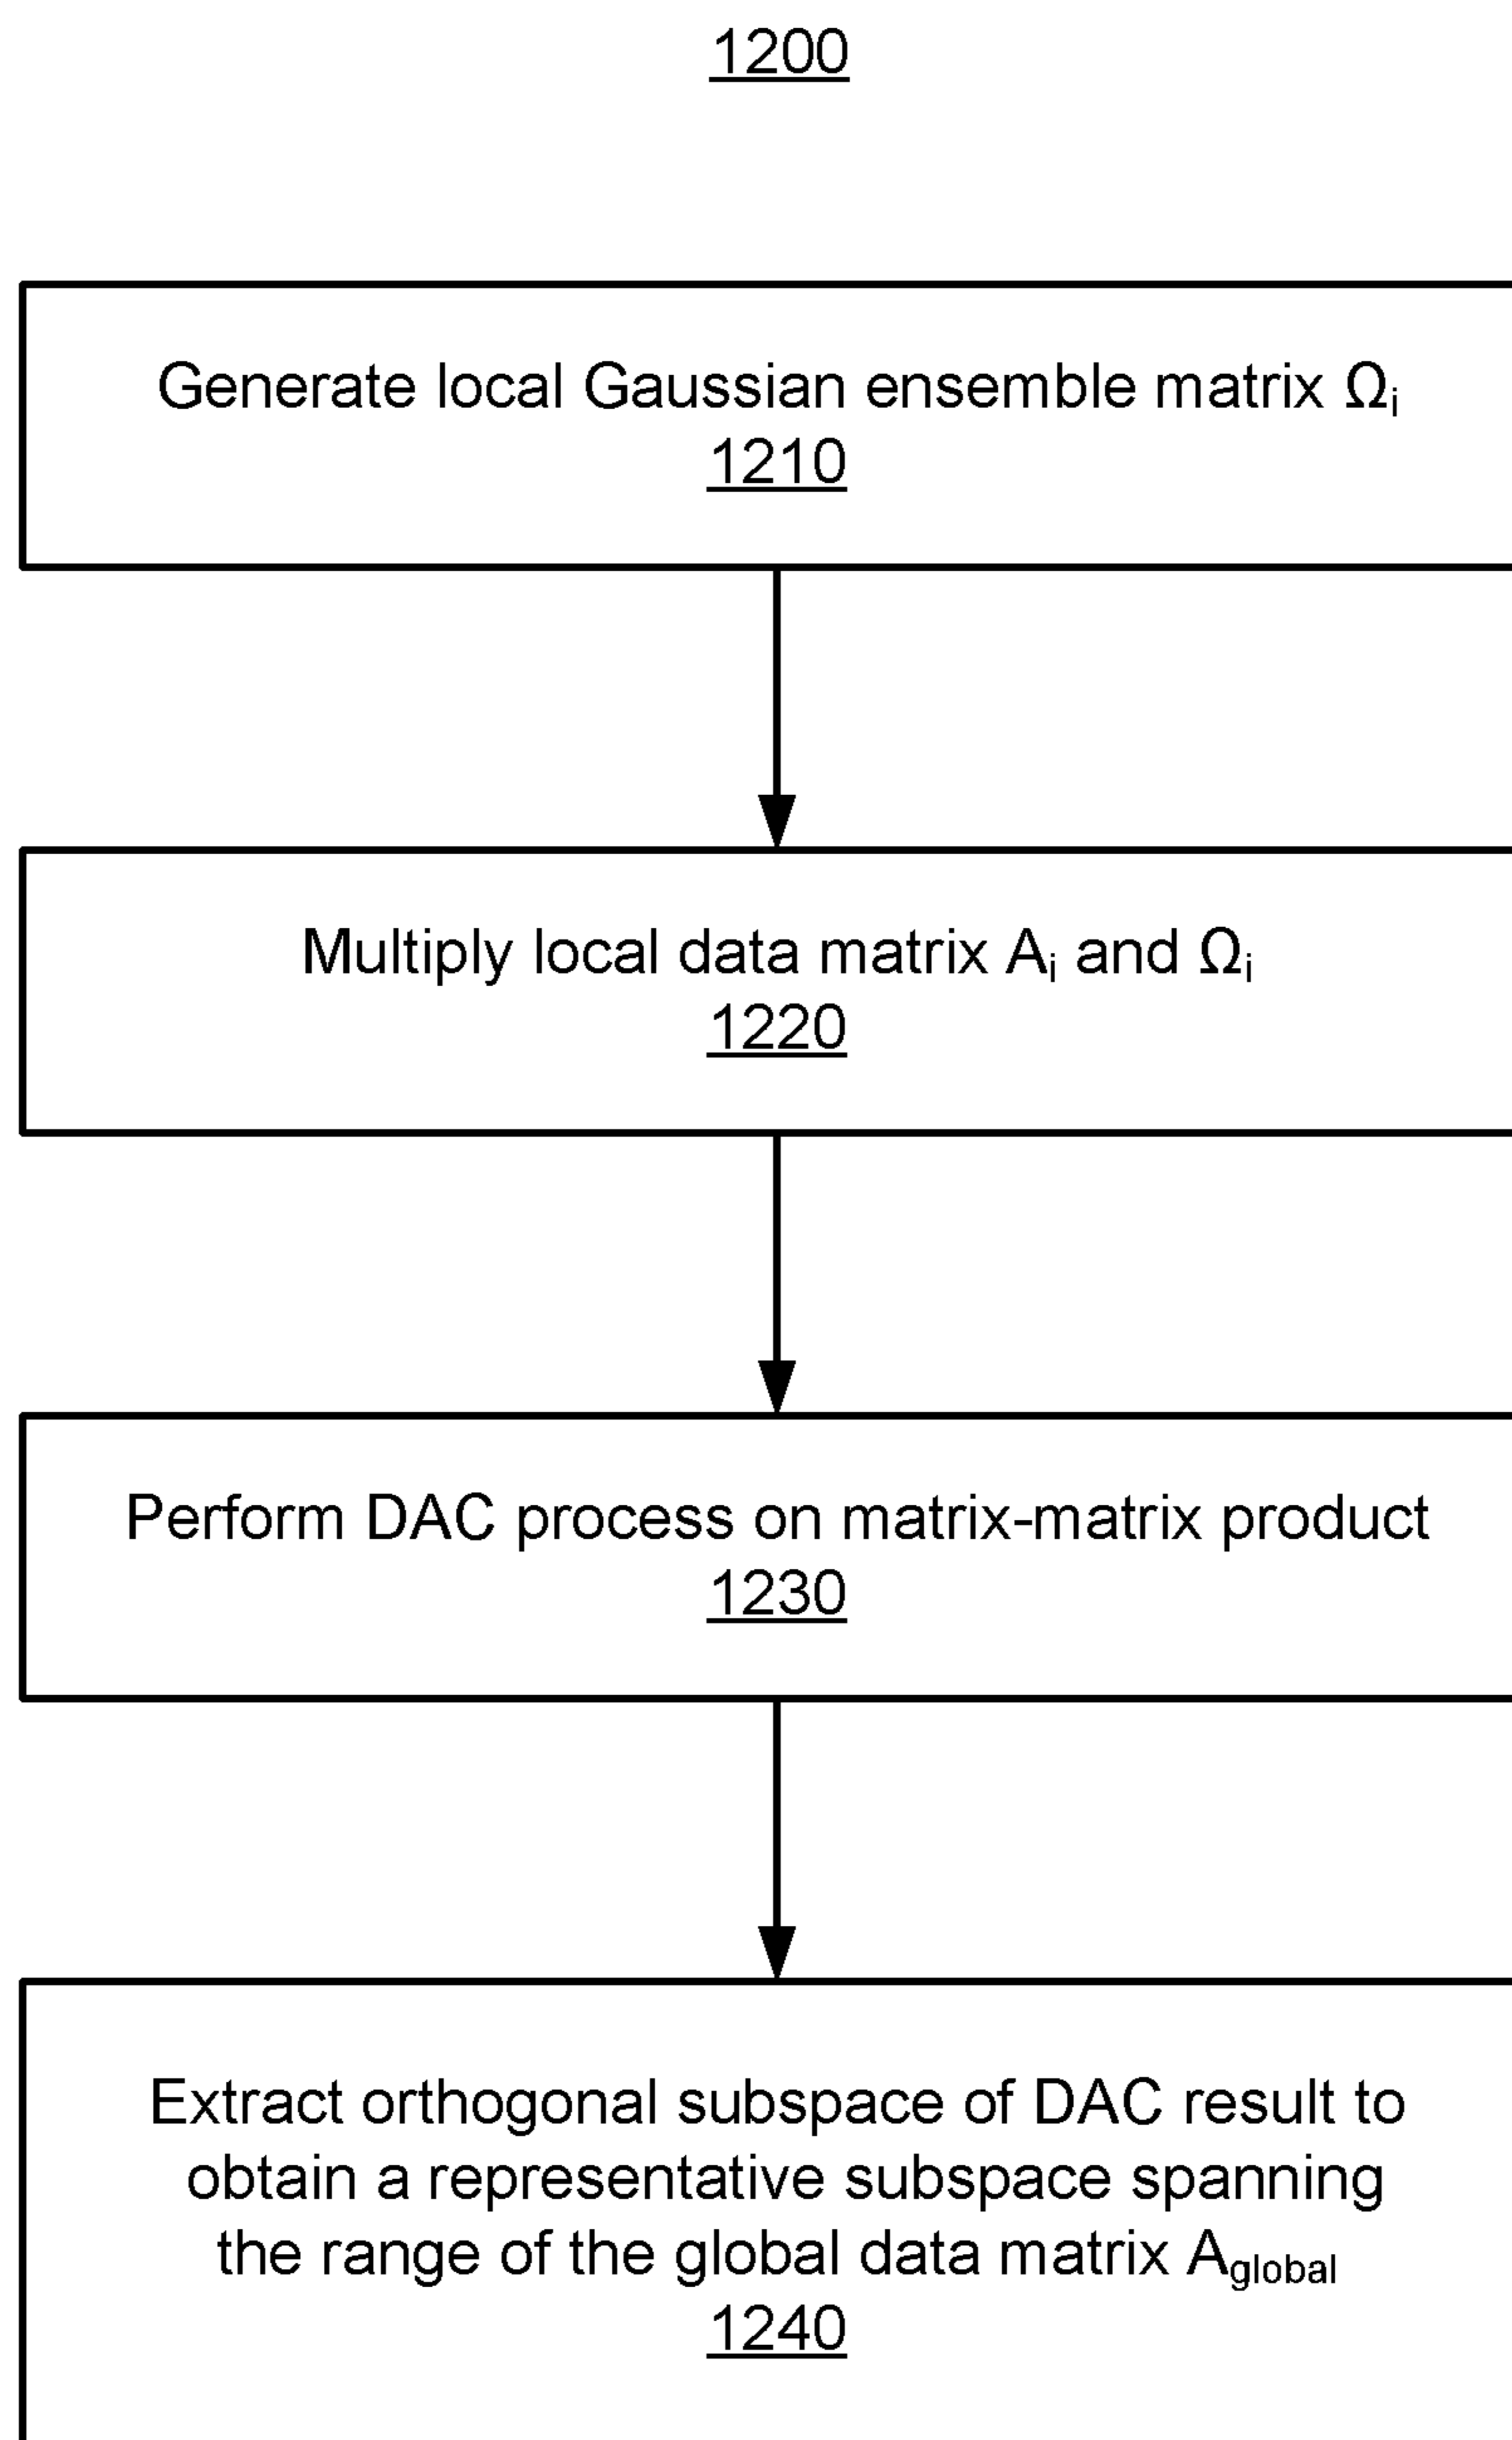 1200
Generate local Gaussian ensemble matrix Ωᵢ
1210
Multiply local data matrix Aᵢ and Ωᵢ
1220
Perform DAC process on matrix-matrix product
1230
Extract orthogonal subspace of DAC result to
obtain a representative subspace spanning
the range of the global data matrix A_global
1240